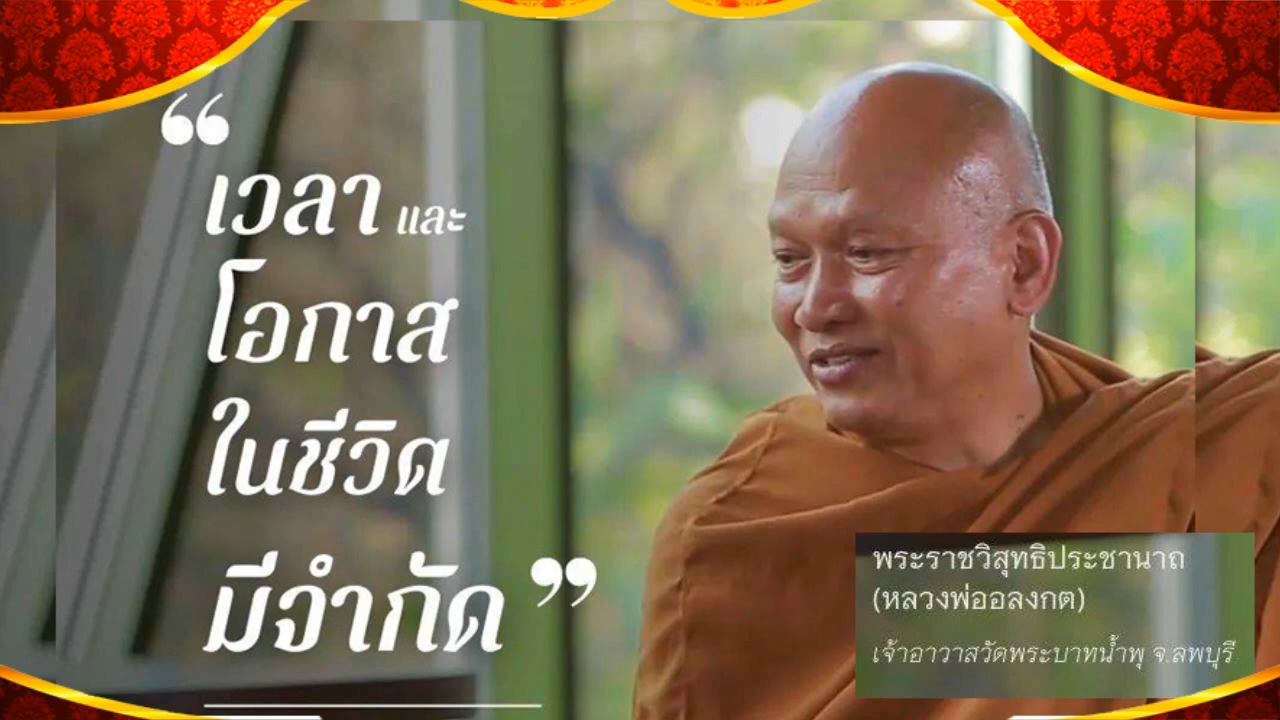 “เวลา และ
โอกาส
ในชีวิต
มีจำกัด”
พระราชวิสุทธิประชานาถ
(หลวงพ่ออลงกต)
เจ้าอาวาสวัดพระบาทน้ำพุ จ.ลพบุรี